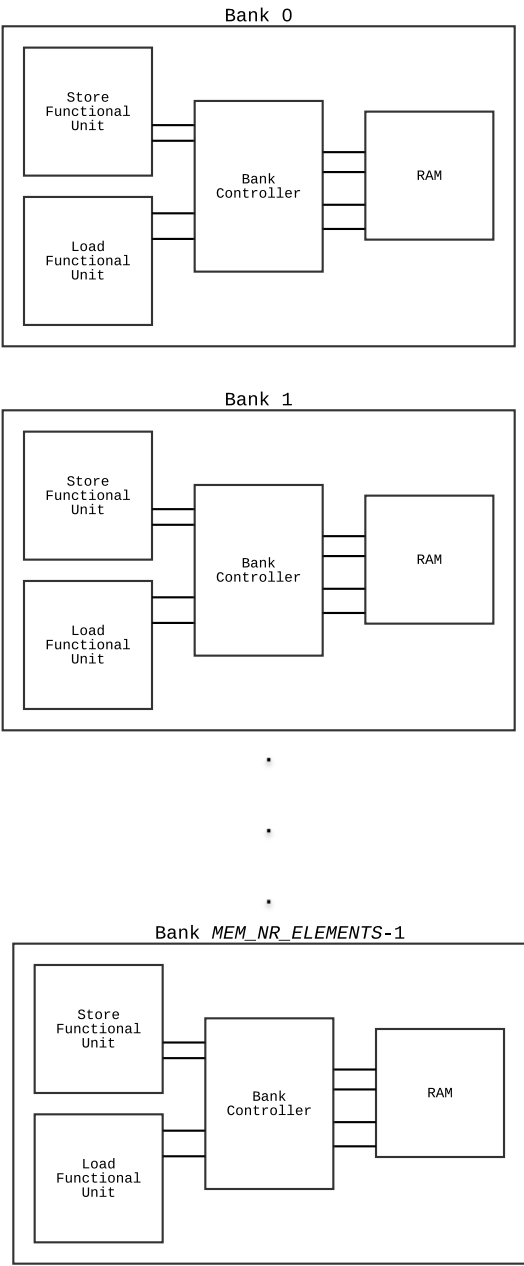 Bank 0
Store
Functional
Unit
Bank
Controller
RAM
Load
Functional
Unit
Bank 1
Store
Functional
Unit
Bank
Controller
RAM
Load
Functional
Unit
.
.
.
Bank MEM_NR_ELEMENTS-1
Store
Functional
Unit
Bank
Controller
RAM
Load
Functional
Unit